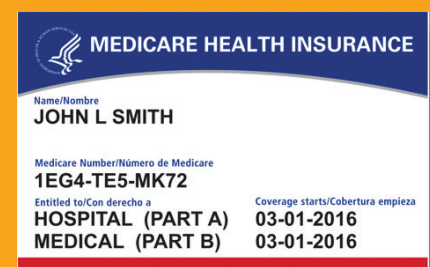 MEDICARE HEALTH INSURANCE
Name/Nombre
JOHN L SMITH
Medicare Number/Número de Medicare
1EG4-TE5-MK72
Entitled to/Con derecho a Coverage starts/Cobertura empieza
HOSPITAL (PART A) 03-01-2016
MEDICAL (PART B) 03-01-2016